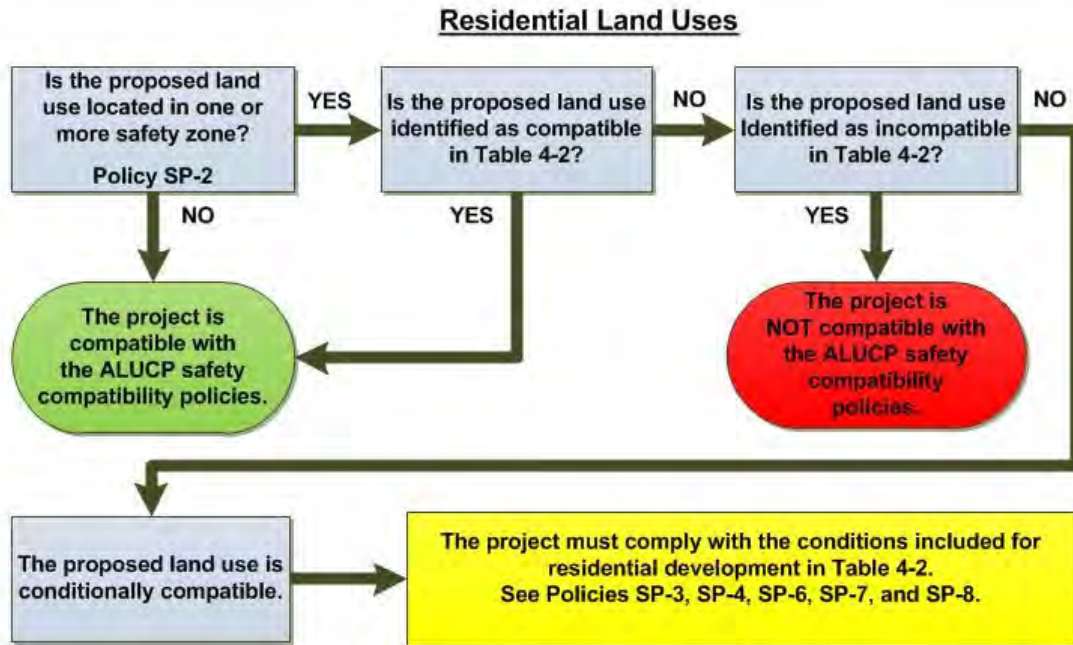 Residential Land Uses
Is the proposed land
use located in one or
more safety zone?
Policy SP-2
YES
Is the proposed land use
identified as compatible
in Table 4-2?
NO
Is the proposed land use
Identified as incompatible
in Table 4-2?
NO
NO
YES
YES
The project is
compatible with
the ALUCP safety
compatibility policies.
The project is
NOT compatible with
the ALUCP safety
compatibility
policies.
The proposed land use is
conditionally compatible.
The project must comply with the conditions included for
residential development in Table 4-2.
See Policies SP-3, SP-4, SP-6, SP-7, and SP-8.